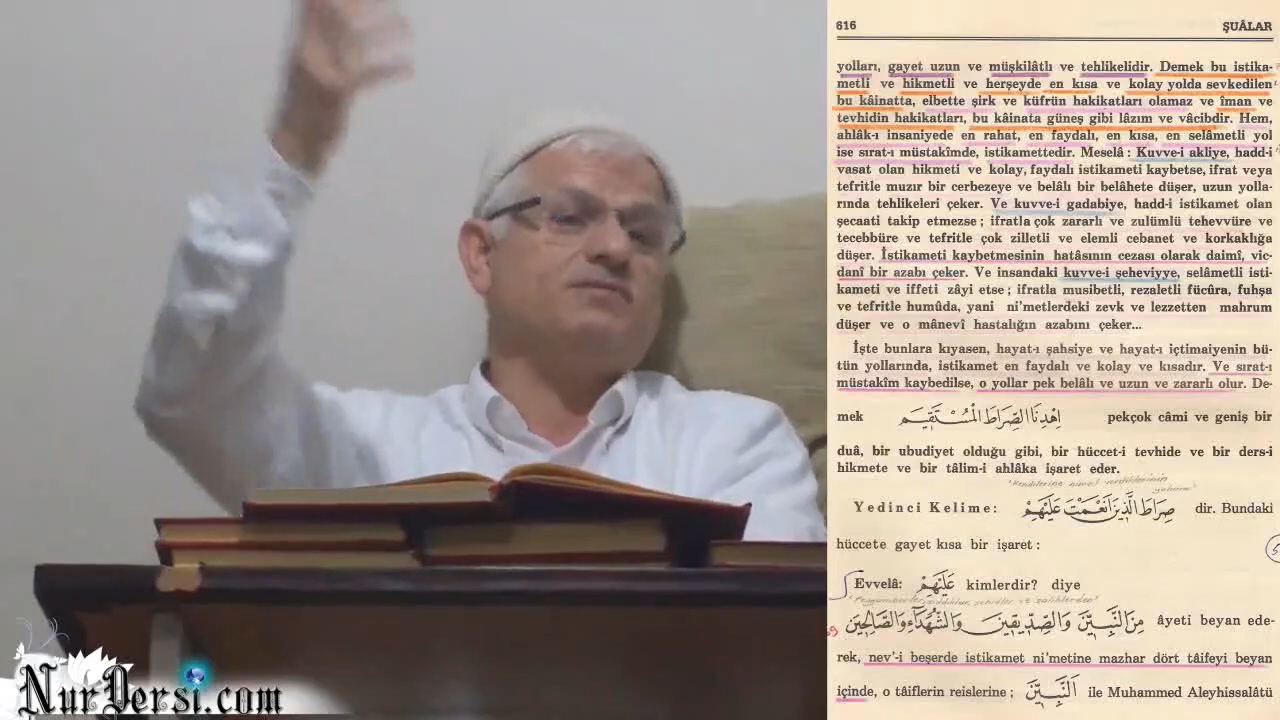 616 ŞUÂLAR
yolları, gayet uzun ve müşkilâtlı ve tehlikelidir. Demek bu istika-
metli ve hikmetli ve herşeyde en kısa ve kolay yolda sevkedilen
bu kâinatta, elbette şirk ve küfrün hakikatları olamaz ve îman ve
tevhidin hakikatları, bu kâinata güneş gibi lâzım ve vâcibdir. Hem,
ahlâk-ı insaniyede en rahat, en faydalı, en kısa, en selâmetli yol
ise sırat-ı müstakîmde, istikamettedir. Meselâ : Kuvve-i akliye, hadd-i
vasat olan hikmeti ve kolay, faydalı istikameti kaybetse, ifrat veya
tefritle muzır bir cerbezeye ve belâlı bir belâhete düşer, uzun yolla-
rında tehlikeleri çeker. Ve kuvve-i gadabiye, hadd-i istikamet olan
şecaati takip etmezse ; ifratla çok zararlı ve zulümlü tehevvüre ve
tecebbüre ve tefritle çok zilletli ve elemli cebanet ve korkaklığa
düşer. İstikameti kaybetmesinin hatâsının cezası olarak daimî, vic-
danî bir azabı çeker. Ve insandaki kuvve-i şeheviyye, selâmetli isti-
kameti ve iffeti zâyi etse ; ifratla musibetli, rezaletli fücûra, fuhşa
ve tefritle humûda, yani ni'metlerdeki zevk ve lezzetten mahrum
düşer ve o mânevî hastalığın azabını çeker...
İşte bunlara kıyasen, hayat-ı şahsiye ve hayat-ı içtimaiyenin bü-
tün yollarında, istikamet en faydalı ve kolay ve kısadır. Ve sırat-ı
müstakîm kaybedilse, o yollar pek belâlı ve uzun ve zararlı olur. De-
mek اِهْدِنَا الصِّرَاطَ الْمُسْتَقِيمَ pekçok câmi ve geniş bir
duâ, bir ubudiyet olduğu gibi, bir hüccet-i tevhide ve bir ders-i
hikmete ve bir tâlim-i ahlâka işaret eder.
"Kendilerine nimet verdiklerinin
yoluna"
Yedinci Kelime: صِرَاطَ الَّذِينَ اَنْعَمْتَ عَلَيْهِمْ dir. Bundaki
hüccete gayet kısa bir işaret :
Evvelâ: عَلَيْهِمْ kimlerdir? diye
"Peygamberler, sıddıklar, şehidler ve salihlerden"
مِنَ النَّبِيّٖنَ وَالصِّدّٖيقِينَ وَالشُّهَدَٓاءِ وَالصَّالِحِينَ âyeti beyan ede-
rek, nev'-i beşerde istikamet ni'metine mazhar dört tâifeyi beyan
içinde, o tâiflerin reislerine ; اَلنَّبِيّٖنَ ile Muhammed Aleyhissalâtü
NurDersi.com